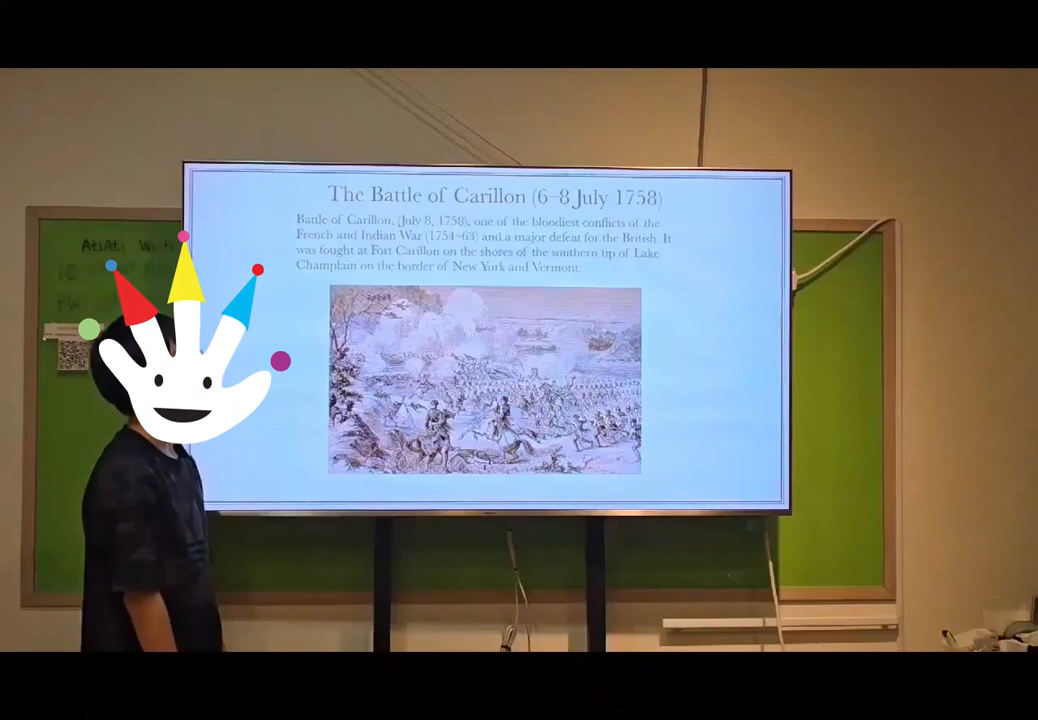 The Battle of Carillon (6–8 July 1758)
Battle of Carillon, (July 8, 1758), one of the bloodiest conflicts of the
French and Indian War (1754–63) and a major defeat for the British. It
was fought at Fort Carillon on the shores of the southern tip of Lake
Champlain on the border of New York and Vermont.
AtiAti Wi-fi